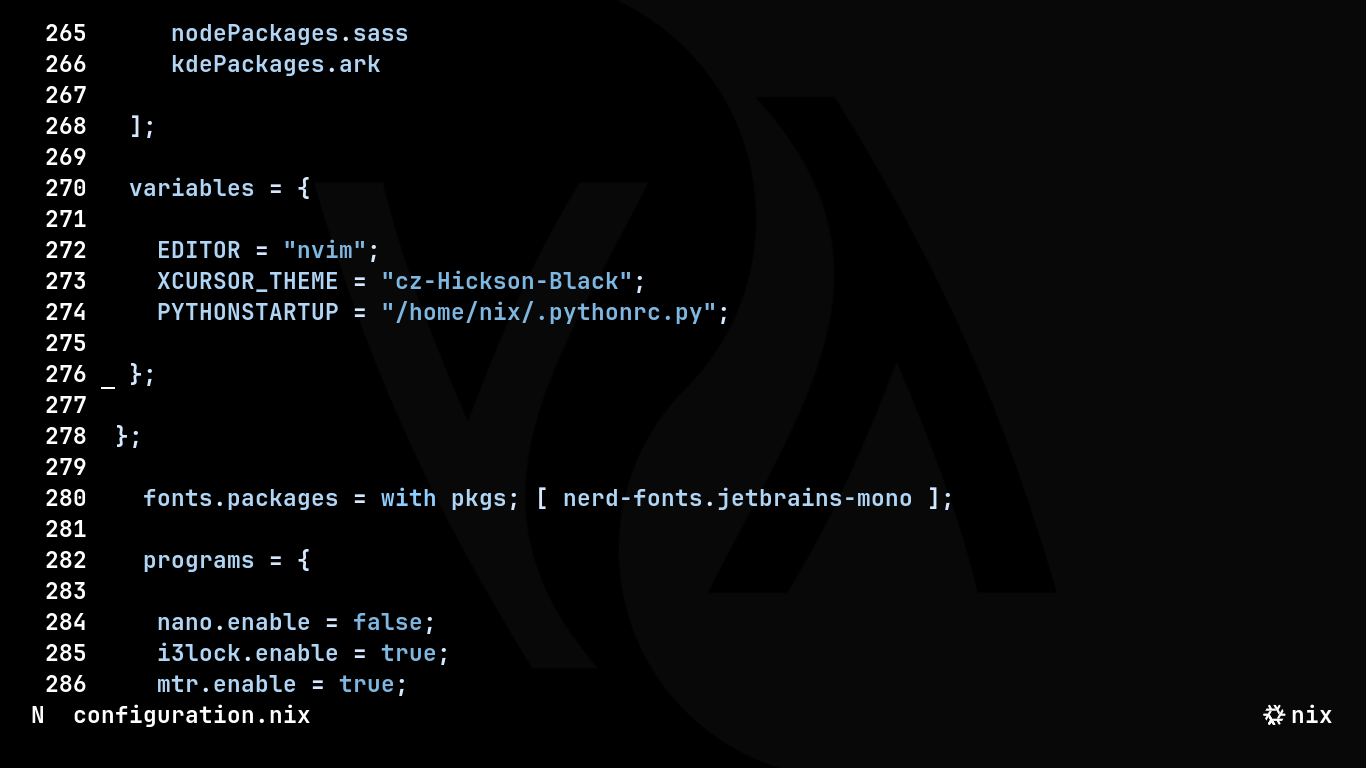 265      nodePackages.sass
266      kdePackages.ark
267
268   ];
269
270   variables = {
271
272     EDITOR = "nvim";
273     XCURSOR_THEME = "cz-Hickson-Black";
274     PYTHONSTARTUP = "/home/nix/.pythonrc.py";
275
276 _ };
277
278  };
279
280    fonts.packages = with pkgs; [ nerd-fonts.jetbrains-mono ];
281
282    programs = {
283
284     nano.enable = false;
285     i3lock.enable = true;
286     mtr.enable = true;
N  configuration.nix nix